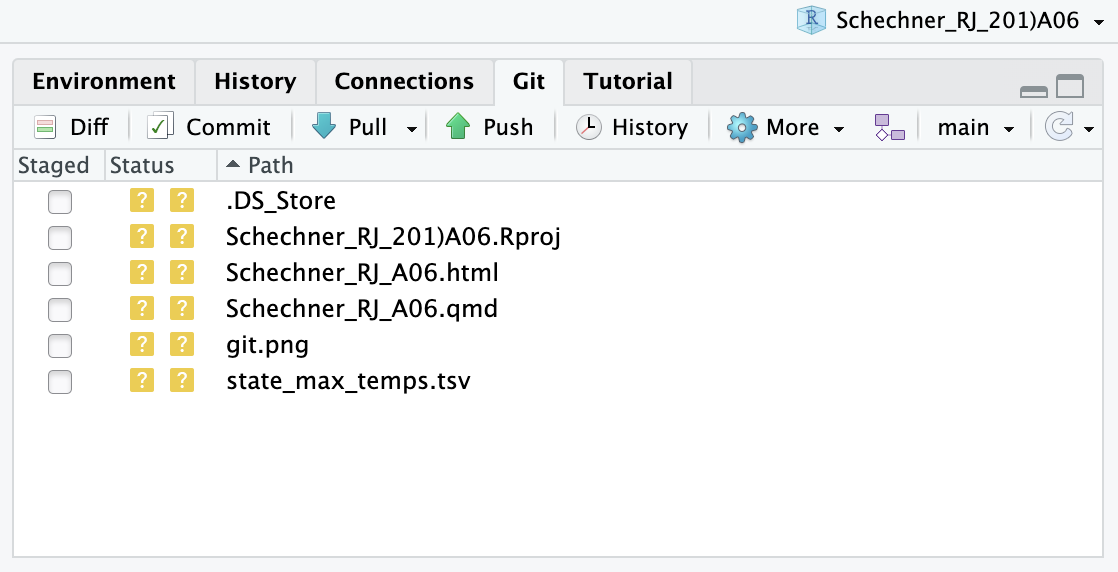 Schechner_RJ_201)A06
Environment History Connections Git Tutorial
Diff Commit Pull Push History More main
Staged Status Path
? ? .DS_Store
? ? Schechner_RJ_201)A06.Rproj
? ? Schechner_RJ_A06.html
? ? Schechner_RJ_A06.qmd
? ? git.png
? ? state_max_temps.tsv